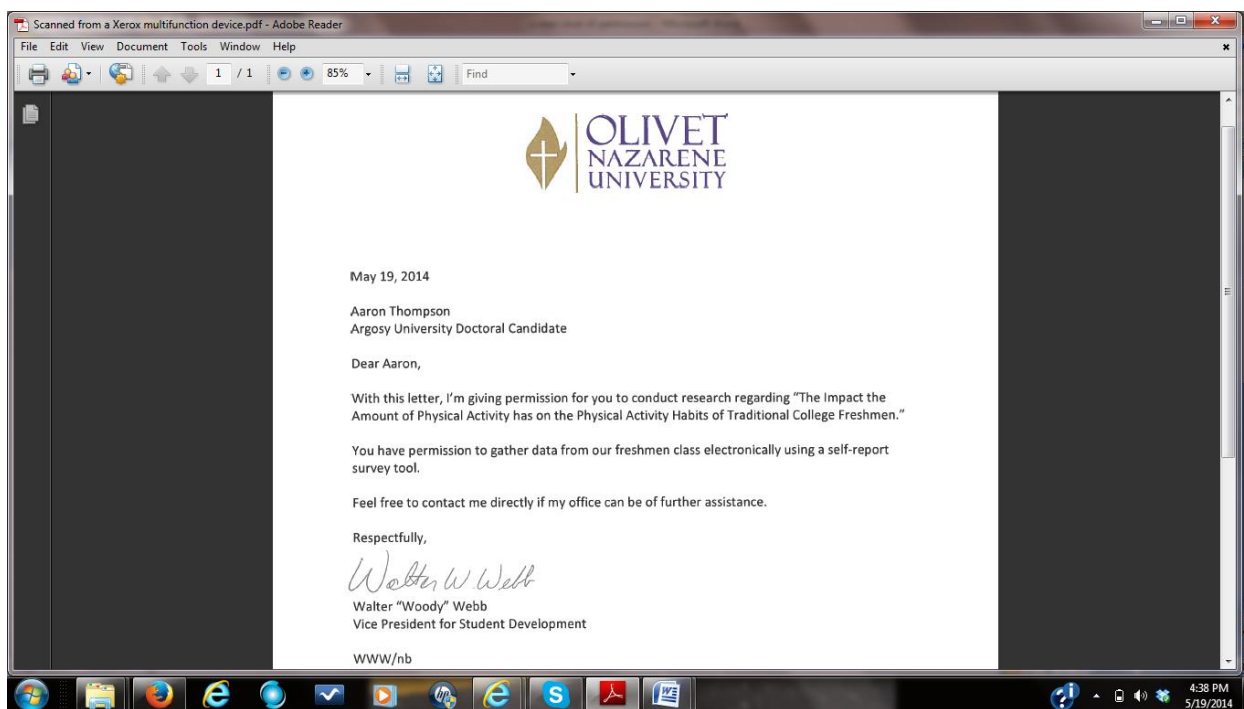 Scanned from a Xerox multifunction device.pdf - Adobe Reader
File Edit View Document Tools Window Help
1 / 1 85% Find
OLIVET
NAZARENE
UNIVERSITY
May 19, 2014
Aaron Thompson
Argosy University Doctoral Candidate
Dear Aaron,
With this letter, I’m giving permission for you to conduct research regarding “The Impact the
Amount of Physical Activity has on the Physical Activity Habits of Traditional College Freshmen.”
You have permission to gather data from our freshmen class electronically using a self-report
survey tool.
Feel free to contact me directly if my office can be of further assistance.
Respectfully,
Walter W. Webb
Walter “Woody” Webb
Vice President for Student Development
WWW/nb
4:38 PM
5/19/2014